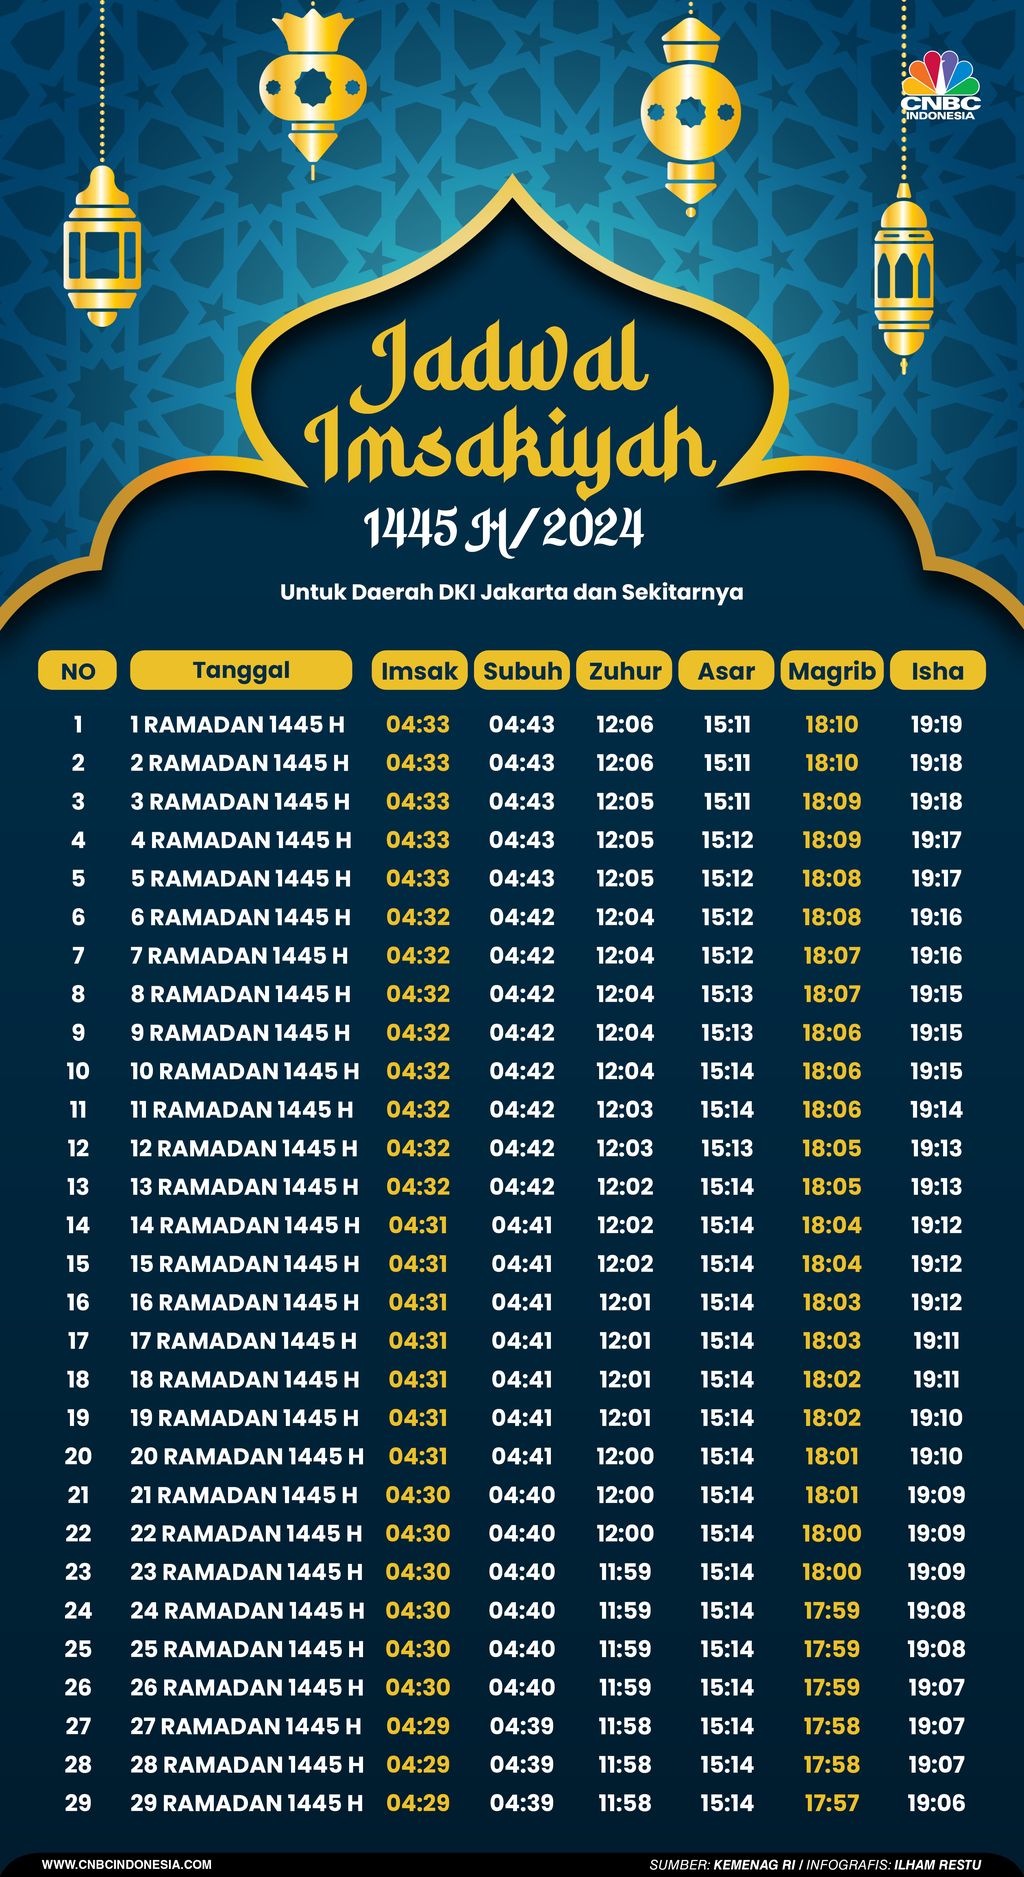 CNBC
INDONESIA
Jadwal
Imsakiyah
1445 H/2024
Untuk Daerah DKI Jakarta dan Sekitarnya
NO Tanggal Imsak Subuh Zuhur Asar Magrib Isha
1 1 RAMADAN 1445 H 04:33 04:43 12:06 15:11 18:10 19:19
2 2 RAMADAN 1445 H 04:33 04:43 12:06 15:11 18:10 19:18
3 3 RAMADAN 1445 H 04:33 04:43 12:05 15:11 18:09 19:18
4 4 RAMADAN 1445 H 04:33 04:43 12:05 15:12 18:09 19:17
5 5 RAMADAN 1445 H 04:33 04:43 12:05 15:12 18:08 19:17
6 6 RAMADAN 1445 H 04:32 04:42 12:04 15:12 18:08 19:16
7 7 RAMADAN 1445 H 04:32 04:42 12:04 15:12 18:07 19:16
8 8 RAMADAN 1445 H 04:32 04:42 12:04 15:13 18:07 19:15
9 9 RAMADAN 1445 H 04:32 04:42 12:04 15:13 18:06 19:15
10 10 RAMADAN 1445 H 04:32 04:42 12:04 15:14 18:06 19:15
11 11 RAMADAN 1445 H 04:32 04:42 12:03 15:14 18:06 19:14
12 12 RAMADAN 1445 H 04:32 04:42 12:03 15:13 18:05 19:13
13 13 RAMADAN 1445 H 04:32 04:42 12:02 15:14 18:05 19:13
14 14 RAMADAN 1445 H 04:31 04:41 12:02 15:14 18:04 19:12
15 15 RAMADAN 1445 H 04:31 04:41 12:02 15:14 18:04 19:12
16 16 RAMADAN 1445 H 04:31 04:41 12:01 15:14 18:03 19:12
17 17 RAMADAN 1445 H 04:31 04:41 12:01 15:14 18:03 19:11
18 18 RAMADAN 1445 H 04:31 04:41 12:01 15:14 18:02 19:11
19 19 RAMADAN 1445 H 04:31 04:41 12:01 15:14 18:02 19:10
20 20 RAMADAN 1445 H 04:31 04:41 12:00 15:14 18:01 19:10
21 21 RAMADAN 1445 H 04:30 04:40 12:00 15:14 18:01 19:09
22 22 RAMADAN 1445 H 04:30 04:40 12:00 15:14 18:00 19:09
23 23 RAMADAN 1445 H 04:30 04:40 11:59 15:14 18:00 19:09
24 24 RAMADAN 1445 H 04:30 04:40 11:59 15:14 17:59 19:08
25 25 RAMADAN 1445 H 04:30 04:40 11:59 15:14 17:59 19:08
26 26 RAMADAN 1445 H 04:30 04:40 11:59 15:14 17:59 19:07
27 27 RAMADAN 1445 H 04:29 04:39 11:58 15:14 17:58 19:07
28 28 RAMADAN 1445 H 04:29 04:39 11:58 15:14 17:58 19:07
29 29 RAMADAN 1445 H 04:29 04:39 11:58 15:14 17:57 19:06
WWW.CNBCINDONESIA.COM SUMBER: KEMENAG RI / INFOGRAFIS: ILHAM RESTU